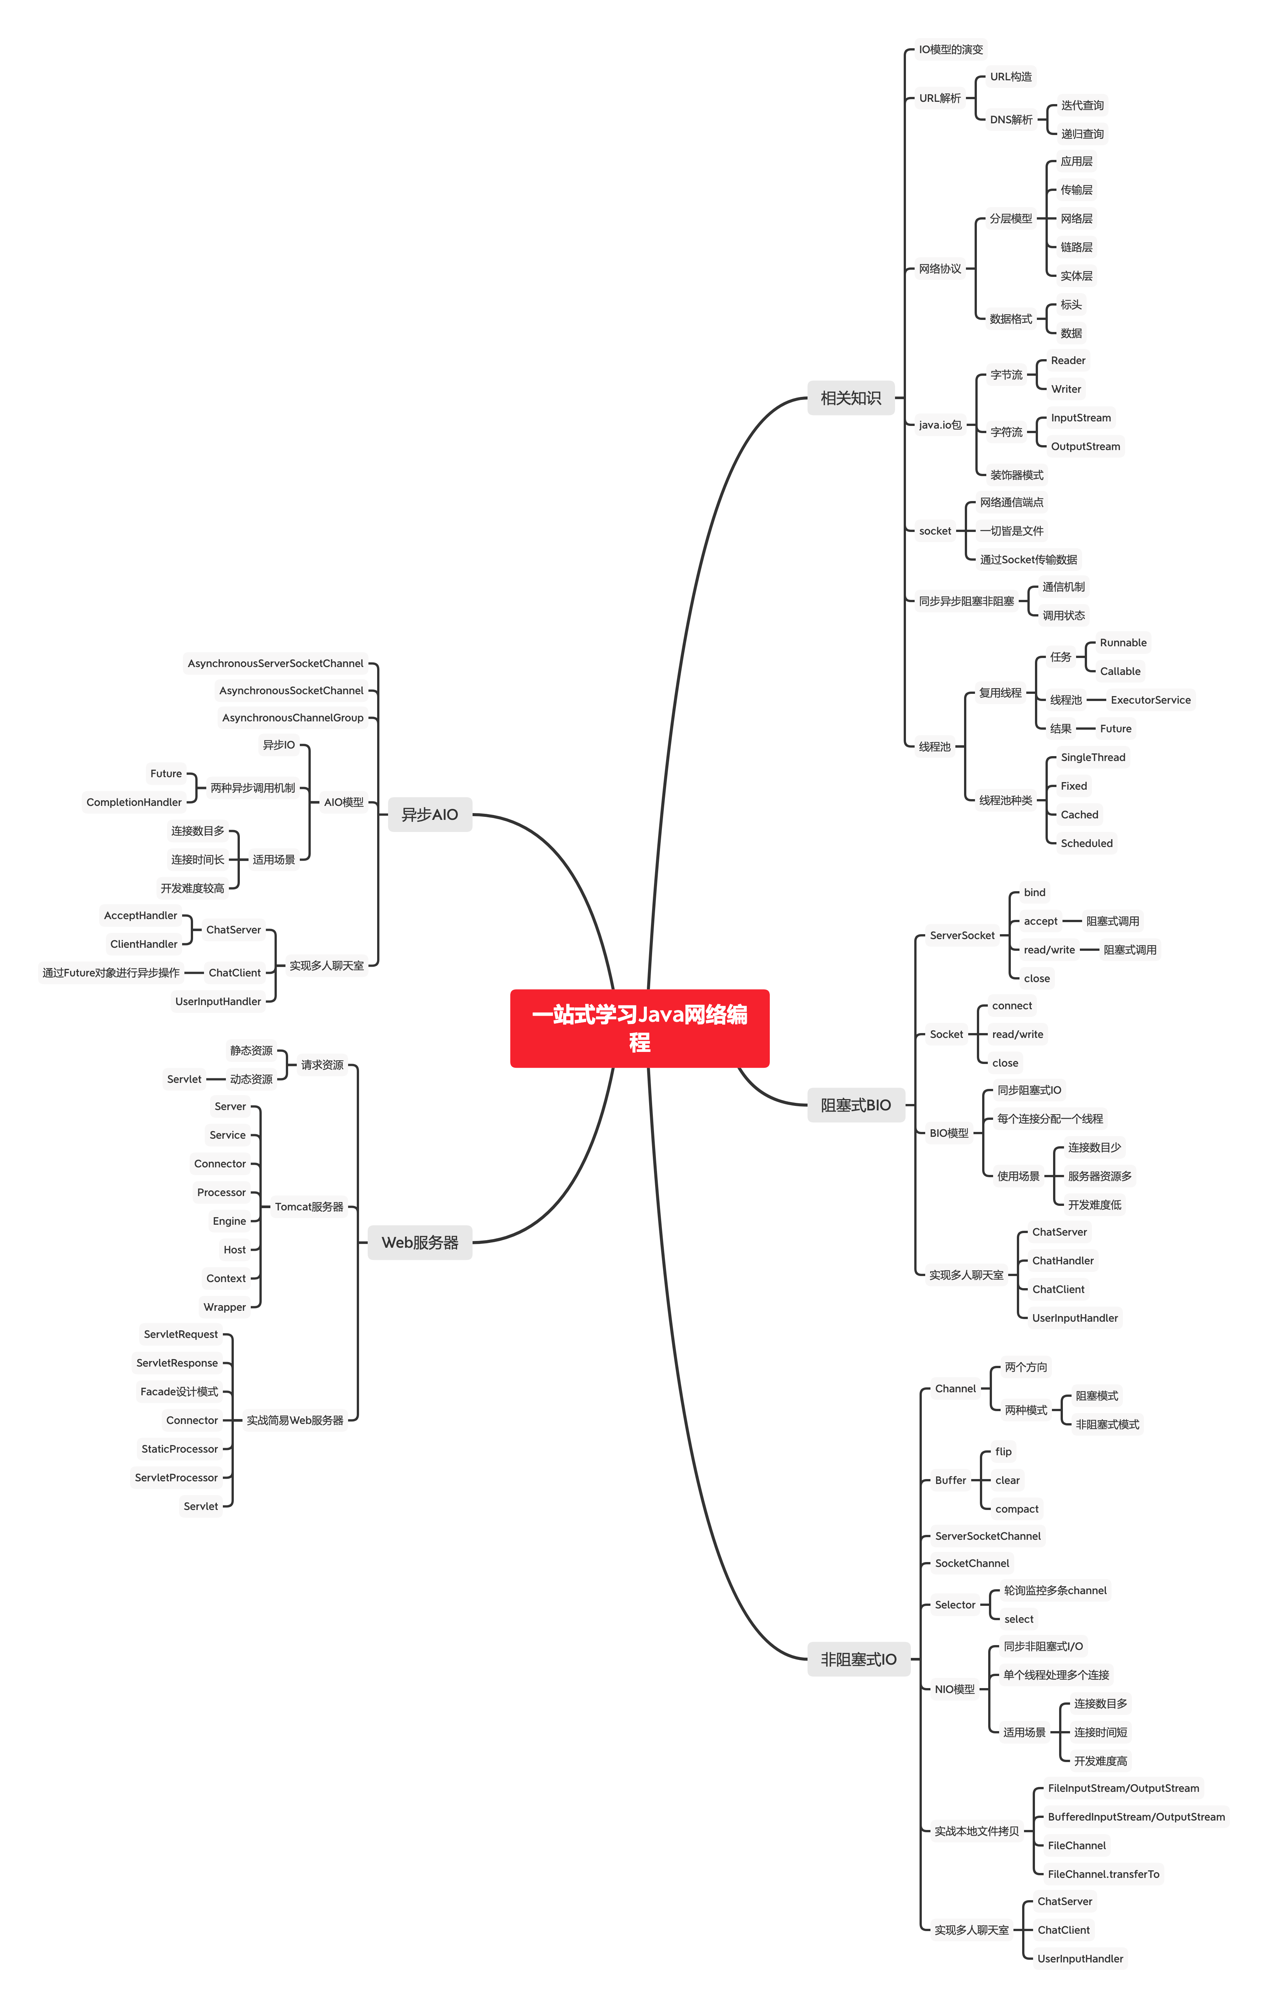 一站式学习Java网络编
程
相关知识
IO模型的演变
URL解析
URL构造
DNS解析
迭代查询
递归查询
网络协议
分层模型
应用层
传输层
网络层
链路层
实体层
数据格式
标头
数据
java.io包
字节流
Reader
Writer
字符流
InputStream
OutputStream
装饰器模式
socket
网络通信端点
一切皆是文件
通过Socket传输数据
同步异步阻塞非阻塞
通信机制
调用状态
线程池
复用线程
任务
Runnable
Callable
线程池
ExecutorService
结果
Future
线程池种类
SingleThread
Fixed
Cached
Scheduled
阻塞式BIO
ServerSocket
bind
accept
阻塞式调用
read/write
阻塞式调用
close
Socket
connect
read/write
close
BIO模型
同步阻塞式IO
每个连接分配一个线程
使用场景
连接数目少
服务器资源多
开发难度低
实现多人聊天室
ChatServer
ChatHandler
ChatClient
UserInputHandler
非阻塞式IO
Channel
两个方向
两种模式
阻塞模式
非阻塞式模式
Buffer
flip
clear
compact
ServerSocketChannel
SocketChannel
Selector
轮询监控多条channel
select
NIO模型
同步非阻塞式I/O
单个线程处理多个连接
适用场景
连接数目多
连接时间短
开发难度高
实战本地文件拷贝
FileInputStream/OutputStream
BufferedInputStream/OutputStream
FileChannel
FileChannel.transferTo
实现多人聊天室
ChatServer
ChatClient
UserInputHandler
异步AIO
AsynchronousServerSocketChannel
AsynchronousSocketChannel
AsynchronousChannelGroup
AIO模型
异步IO
两种异步调用机制
Future
CompletionHandler
适用场景
连接数目多
连接时间长
开发难度较高
实现多人聊天室
ChatServer
AcceptHandler
ClientHandler
ChatClient
通过Future对象进行异步操作
UserInputHandler
Web服务器
请求资源
静态资源
动态资源
Servlet
Tomcat服务器
Server
Service
Connector
Processor
Engine
Host
Context
Wrapper
实战简易Web服务器
ServletRequest
ServletResponse
Facade设计模式
Connector
StaticProcessor
ServletProcessor
Servlet